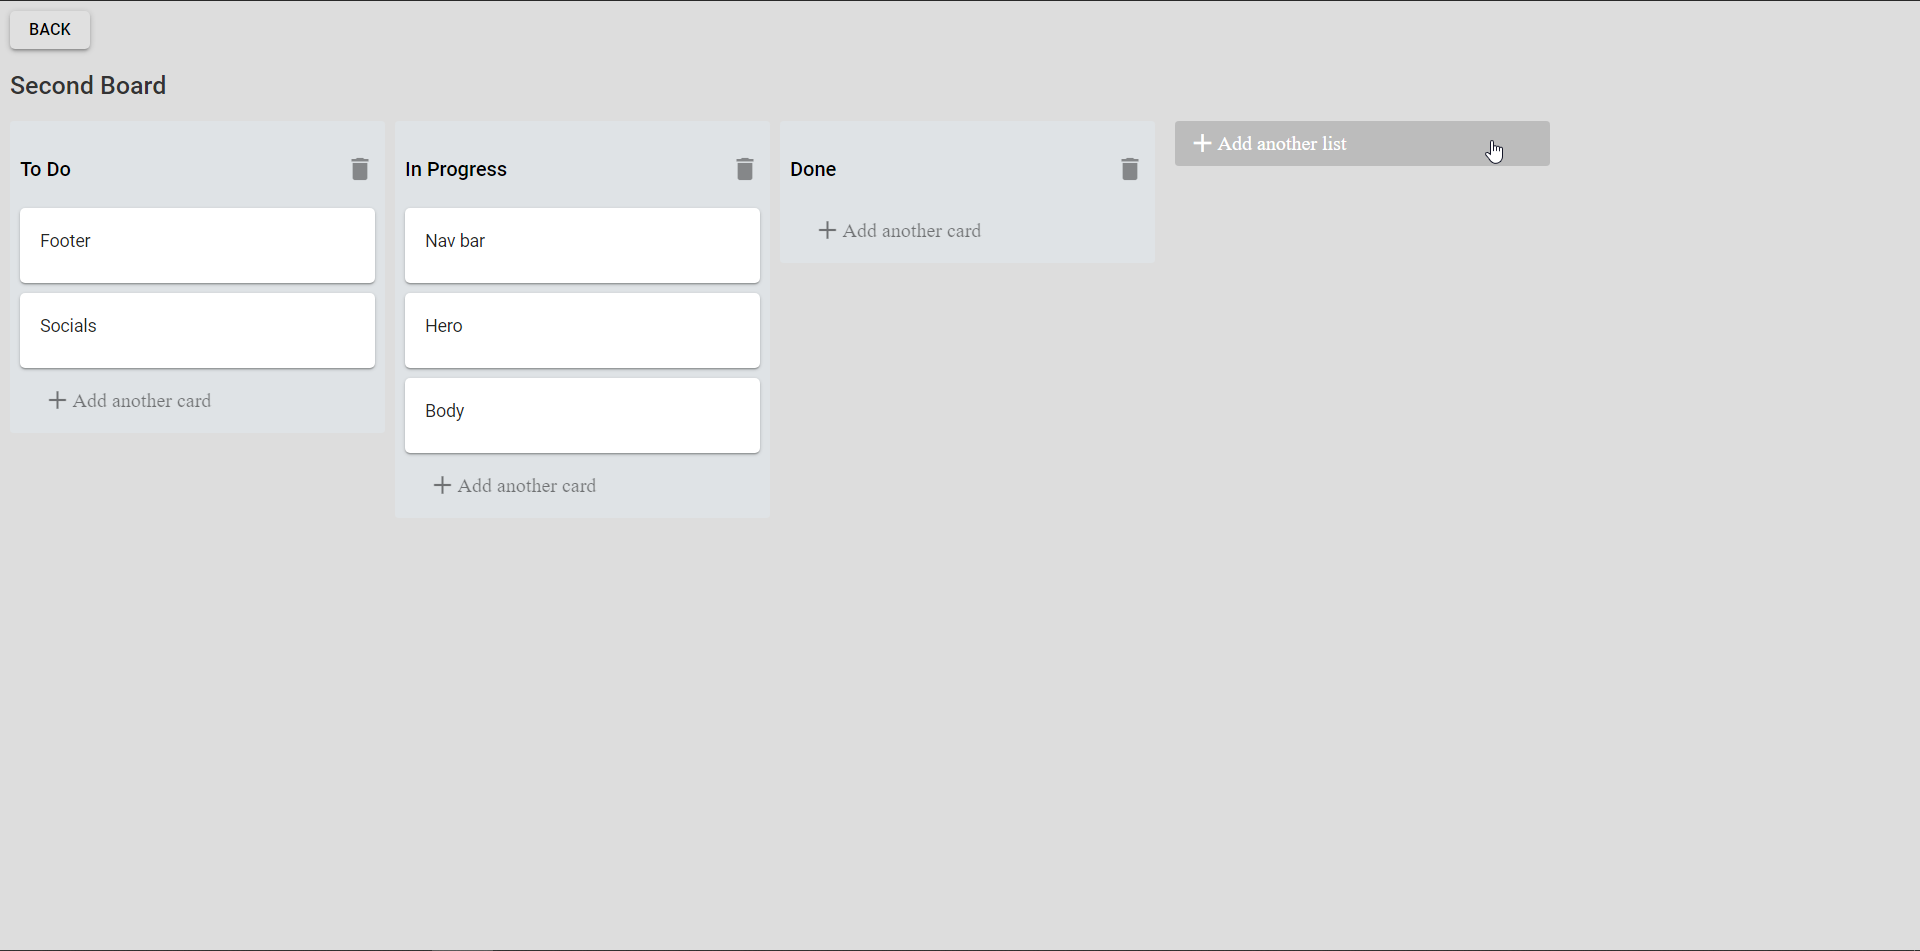 BACK
Second Board
To Do
Footer
Socials
Add another card
In Progress
Nav bar
Hero
Body
Add another card
Done
Add another card
Add another list